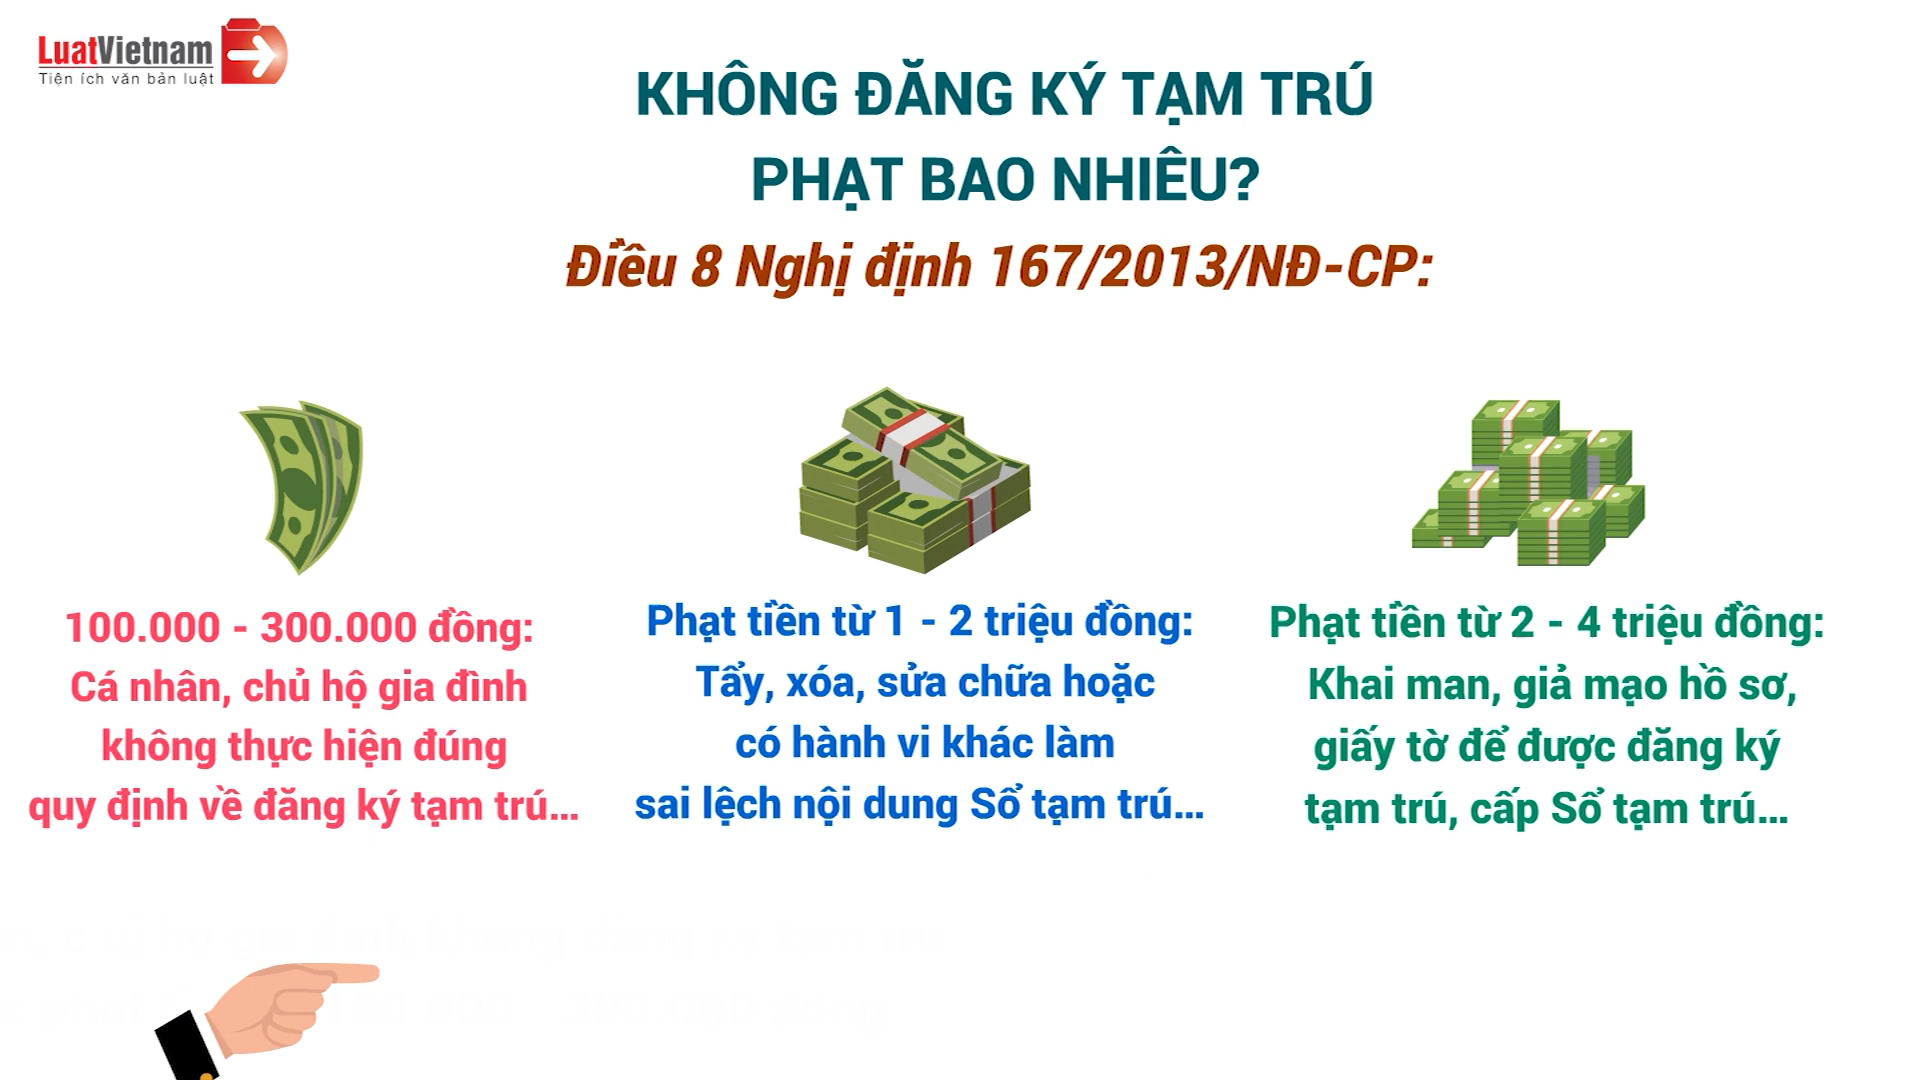 LuatVietnam
Tiện ích văn bản luật
KHÔNG ĐĂNG KÝ TẠM TRÚ
PHẠT BAO NHIÊU?
Điều 8 Nghị định 167/2013/NĐ-CP:
100.000 - 300.000 đồng:
Cá nhân, chủ hộ gia đình
không thực hiện đúng
quy định về đăng ký tạm trú...
Phạt tiền từ 1 - 2 triệu đồng:
Tẩy, xóa, sửa chữa hoặc
có hành vi khác làm
sai lệch nội dung Sổ tạm trú...
Phạt tiền từ 2 - 4 triệu đồng:
Khai man, giả mạo hồ sơ,
giấy tờ để được đăng ký
tạm trú, cấp Sổ tạm trú...